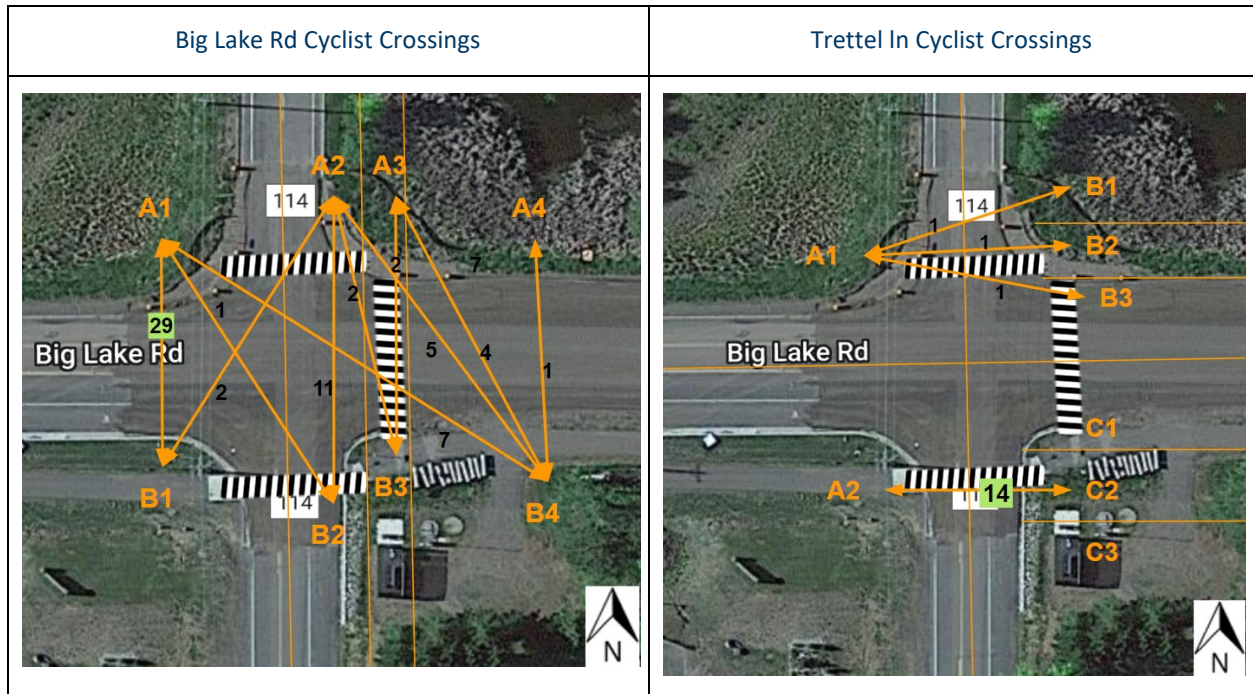 Big Lake Rd Cyclist Crossings
Trettel ln Cyclist Crossings
A1
A2
A3
A4
114
1
2
2
7
29
Big Lake Rd
2
11
5
4
1
7
B1
B2
B3
B4
114
N
A1
114
B1
B2
B3
1
1
1
Big Lake Rd
C1
A2
14
C2
C3
N